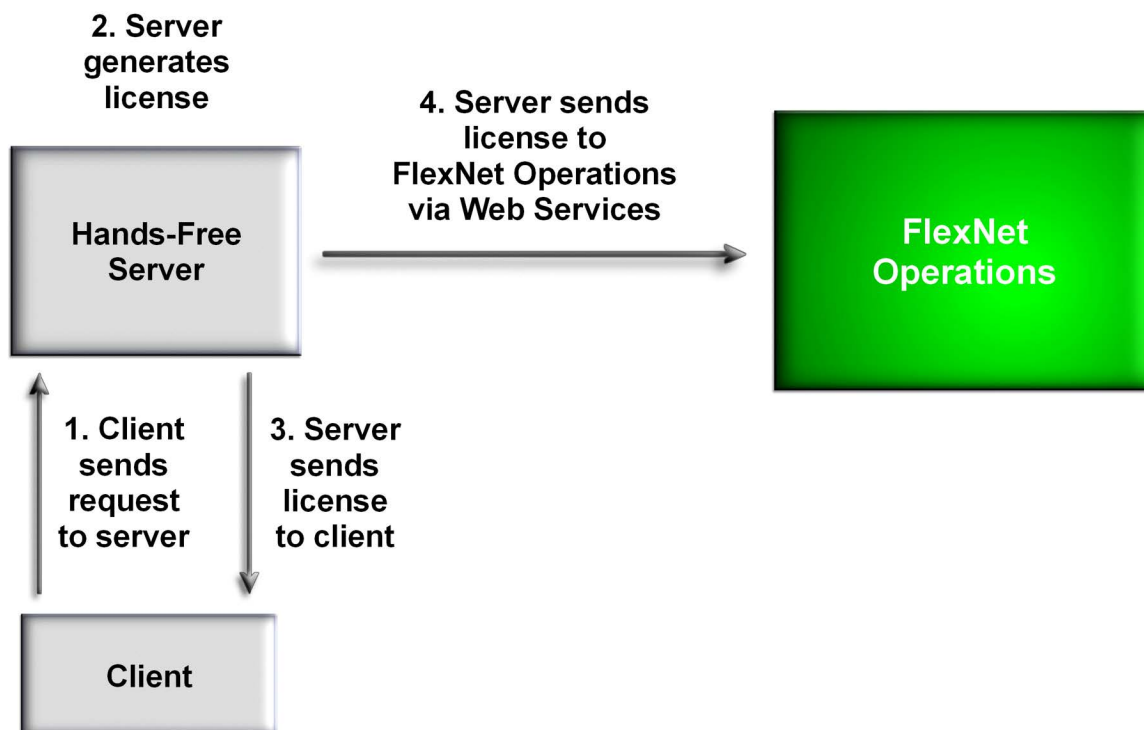 2. Server
generates
license
4. Server sends
license to
FlexNet Operations
via Web Services
Hands-Free
Server
FlexNet
Operations
1. Client
sends
request
to server
3. Server
sends
license
to client
Client